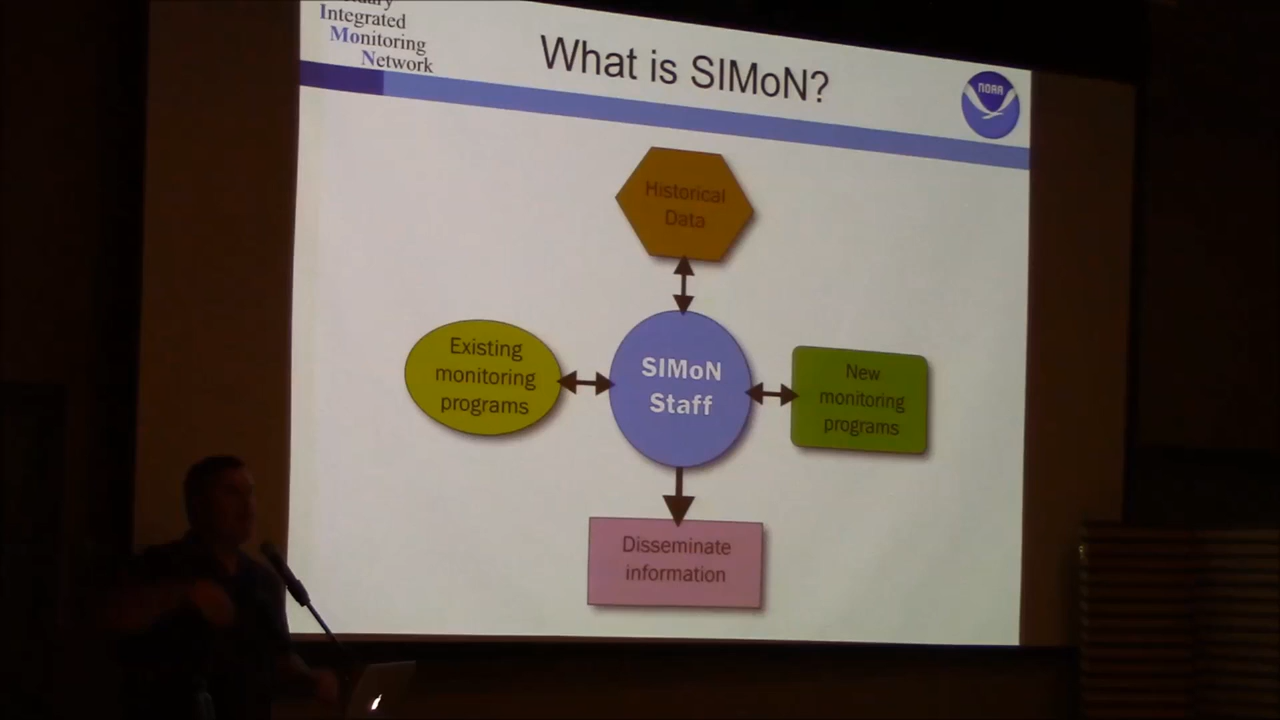 Integrated
Monitoring
Network
What is SIMoN?
NOAA
Historical
Data
Existing
monitoring
programs
SIMoN
Staff
New
monitoring
programs
Disseminate
information